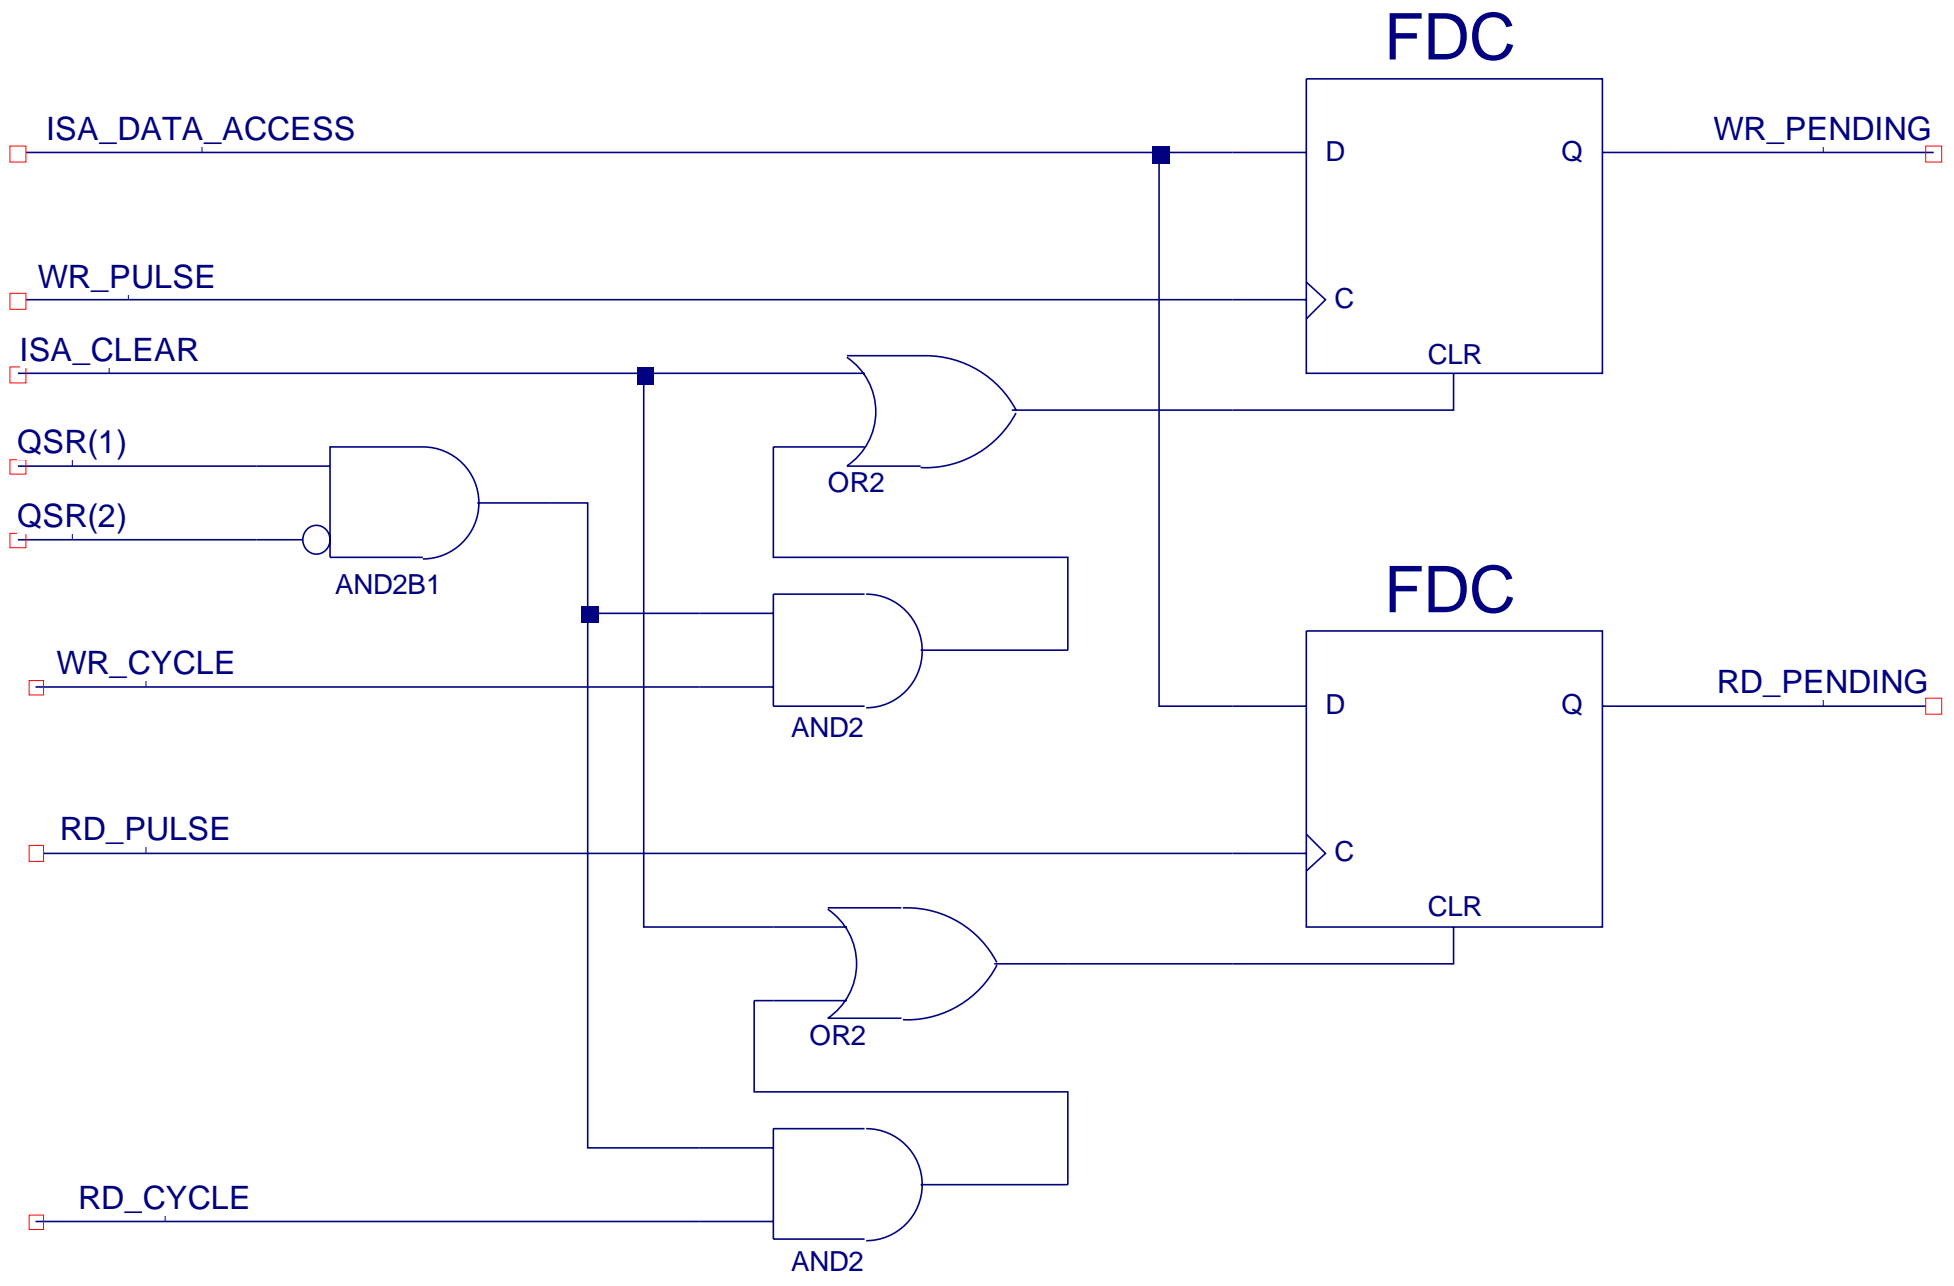 FDC
ISA_DATA_ACCESS
WR_PENDING
D
Q
WR_PULSE
C
ISA_CLEAR
CLR
QSR(1)
OR2
QSR(2)
AND2B1
FDC
WR_CYCLE
RD_PENDING
D
Q
AND2
RD_PULSE
C
CLR
OR2
RD_CYCLE
AND2